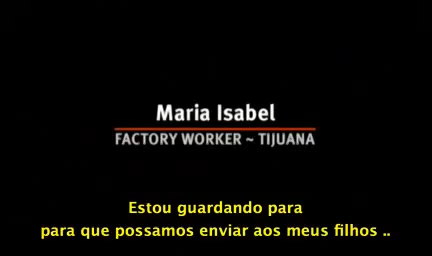 Maria Isabel
FACTORY WORKER ~ TIJUANA
Estou guardando para
para que possamos enviar aos meus filhos ..